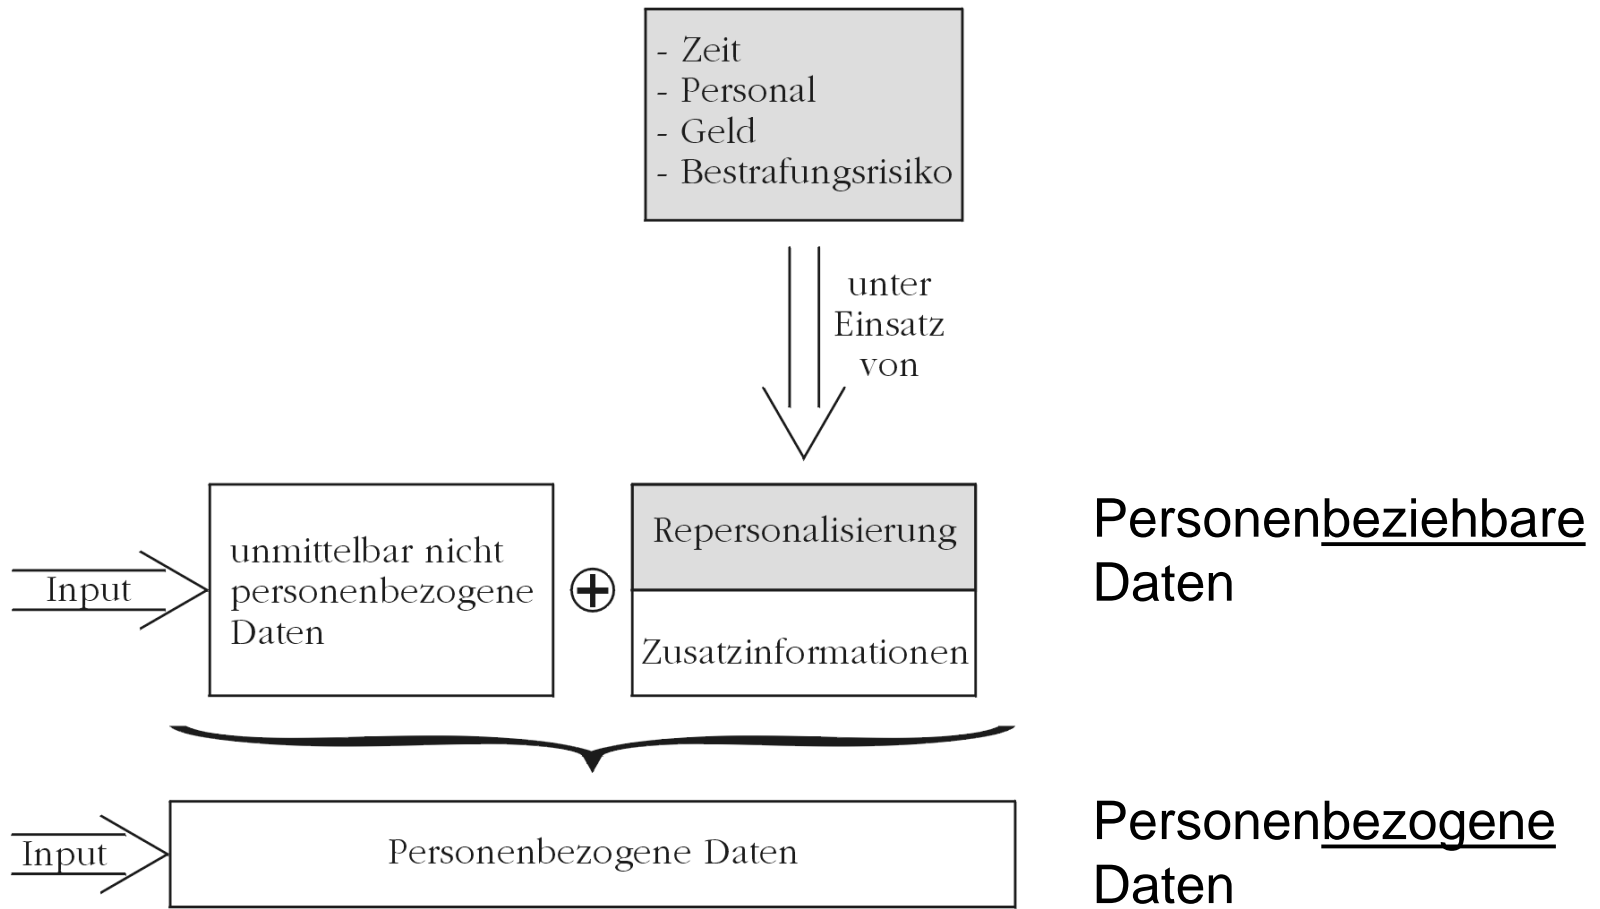 - Zeit
- Personal
- Geld
- Bestrafungsrisiko
unter
Einsatz
von
Input
unmittelbar nicht
personenbezogene
Daten
Repersonalisierung
Zusatzinformationen
Personenbeziehbare
Daten
Input
Personenbezogene Daten
Personenbezogene
Daten